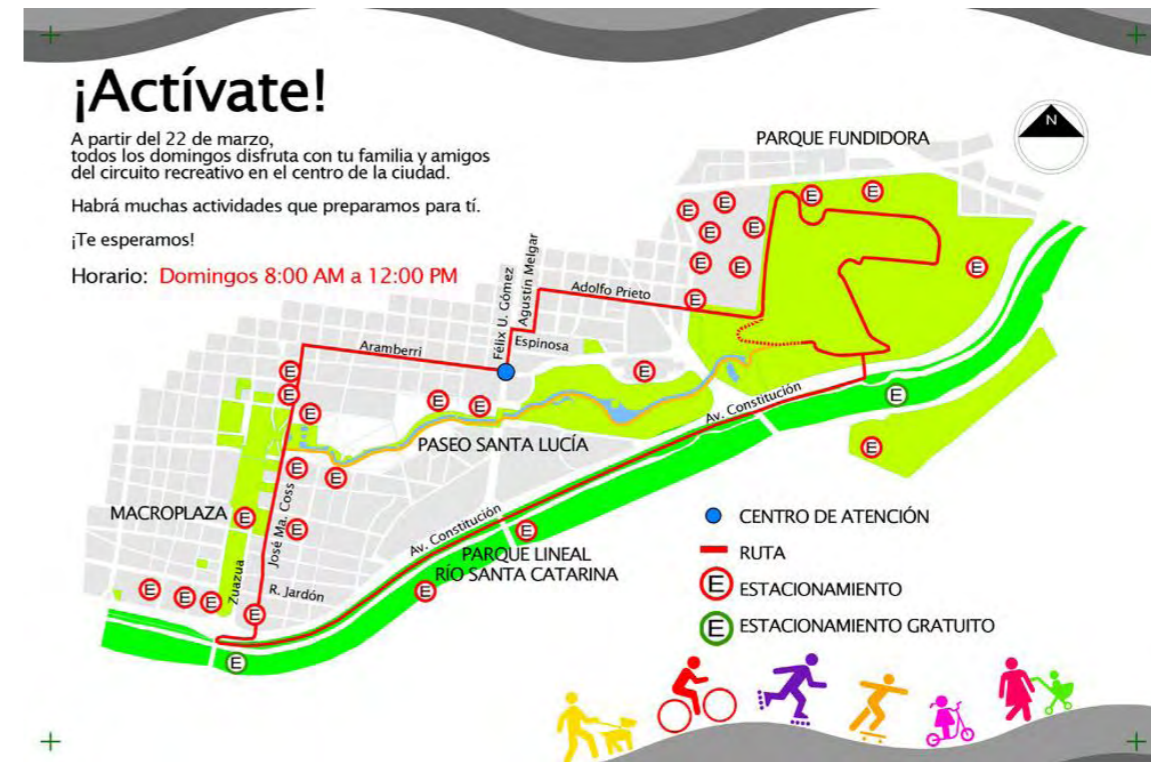 ¡Actívate!
A partir del 22 de marzo,
todos los domingos disfruta con tu familia y amigos
del circuito recreativo en el centro de la ciudad.
Habrá muchas actividades que preparamos para tí.
¡Te esperamos!
Horario: Domingos 8:00 AM a 12:00 PM
N
PARQUE FUNDIDORA
E
E
E
E
E
E
E
E
E
E
E
Félix U. Gómez
Agustín Melgar
Adolfo Prieto
Espinosa
Aramberri
E
E
E
E
E
E
E
Av. Constitución
PASEO SANTA LUCÍA
E
E
E
MACROPLAZA
E
E
José Ma. Coss
Av. Constitución
E
PARQUE LINEAL
RÍO SANTA CATARINA
Zuazua
R. Jardón
E
E
E
E
E
E
CENTRO DE ATENCIÓN
RUTA
E ESTACIONAMIENTO
E ESTACIONAMIENTO GRATUITO